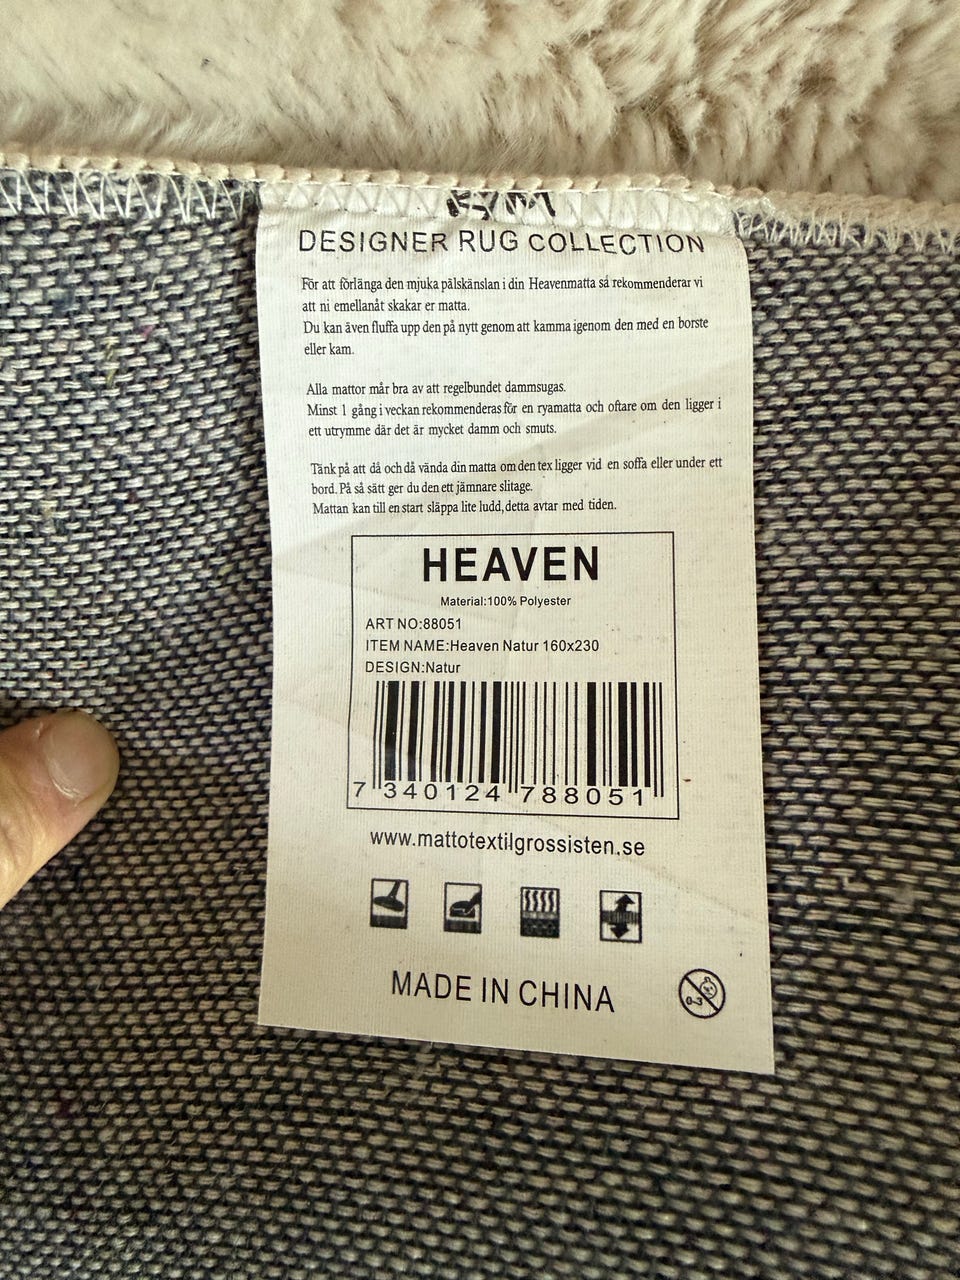 DESIGNER RUG COLLECTION
För att förlänga den mjuka pälskänslan i din Heavenmatta så rekommenderar vi
att ni emellanåt skakar er matta.
Du kan även fluffa upp den på nytt genom att kamma igenom den med en borste
eller kam.
Alla mattor mår bra av att regelbundet dammsugas.
Minst 1 gång i veckan rekommenderas för en ryamatta och oftare om den ligger i
ett utrymme där det är mycket damm och smuts.
Tänk på att då och då vända din matta om den tex ligger vid en soffa eller under ett
bord. På så sätt ger du den ett jämnare slitage.
Mattan kan till en start släppa lite ludd, detta avtar med tiden.
HEAVEN
Material:100% Polyester
ART NO:88051
ITEM NAME:Heaven Natur 160x230
DESIGN:Natur
7 340124 788051
www.mattotextilgrossisten.se
MADE IN CHINA
0-3